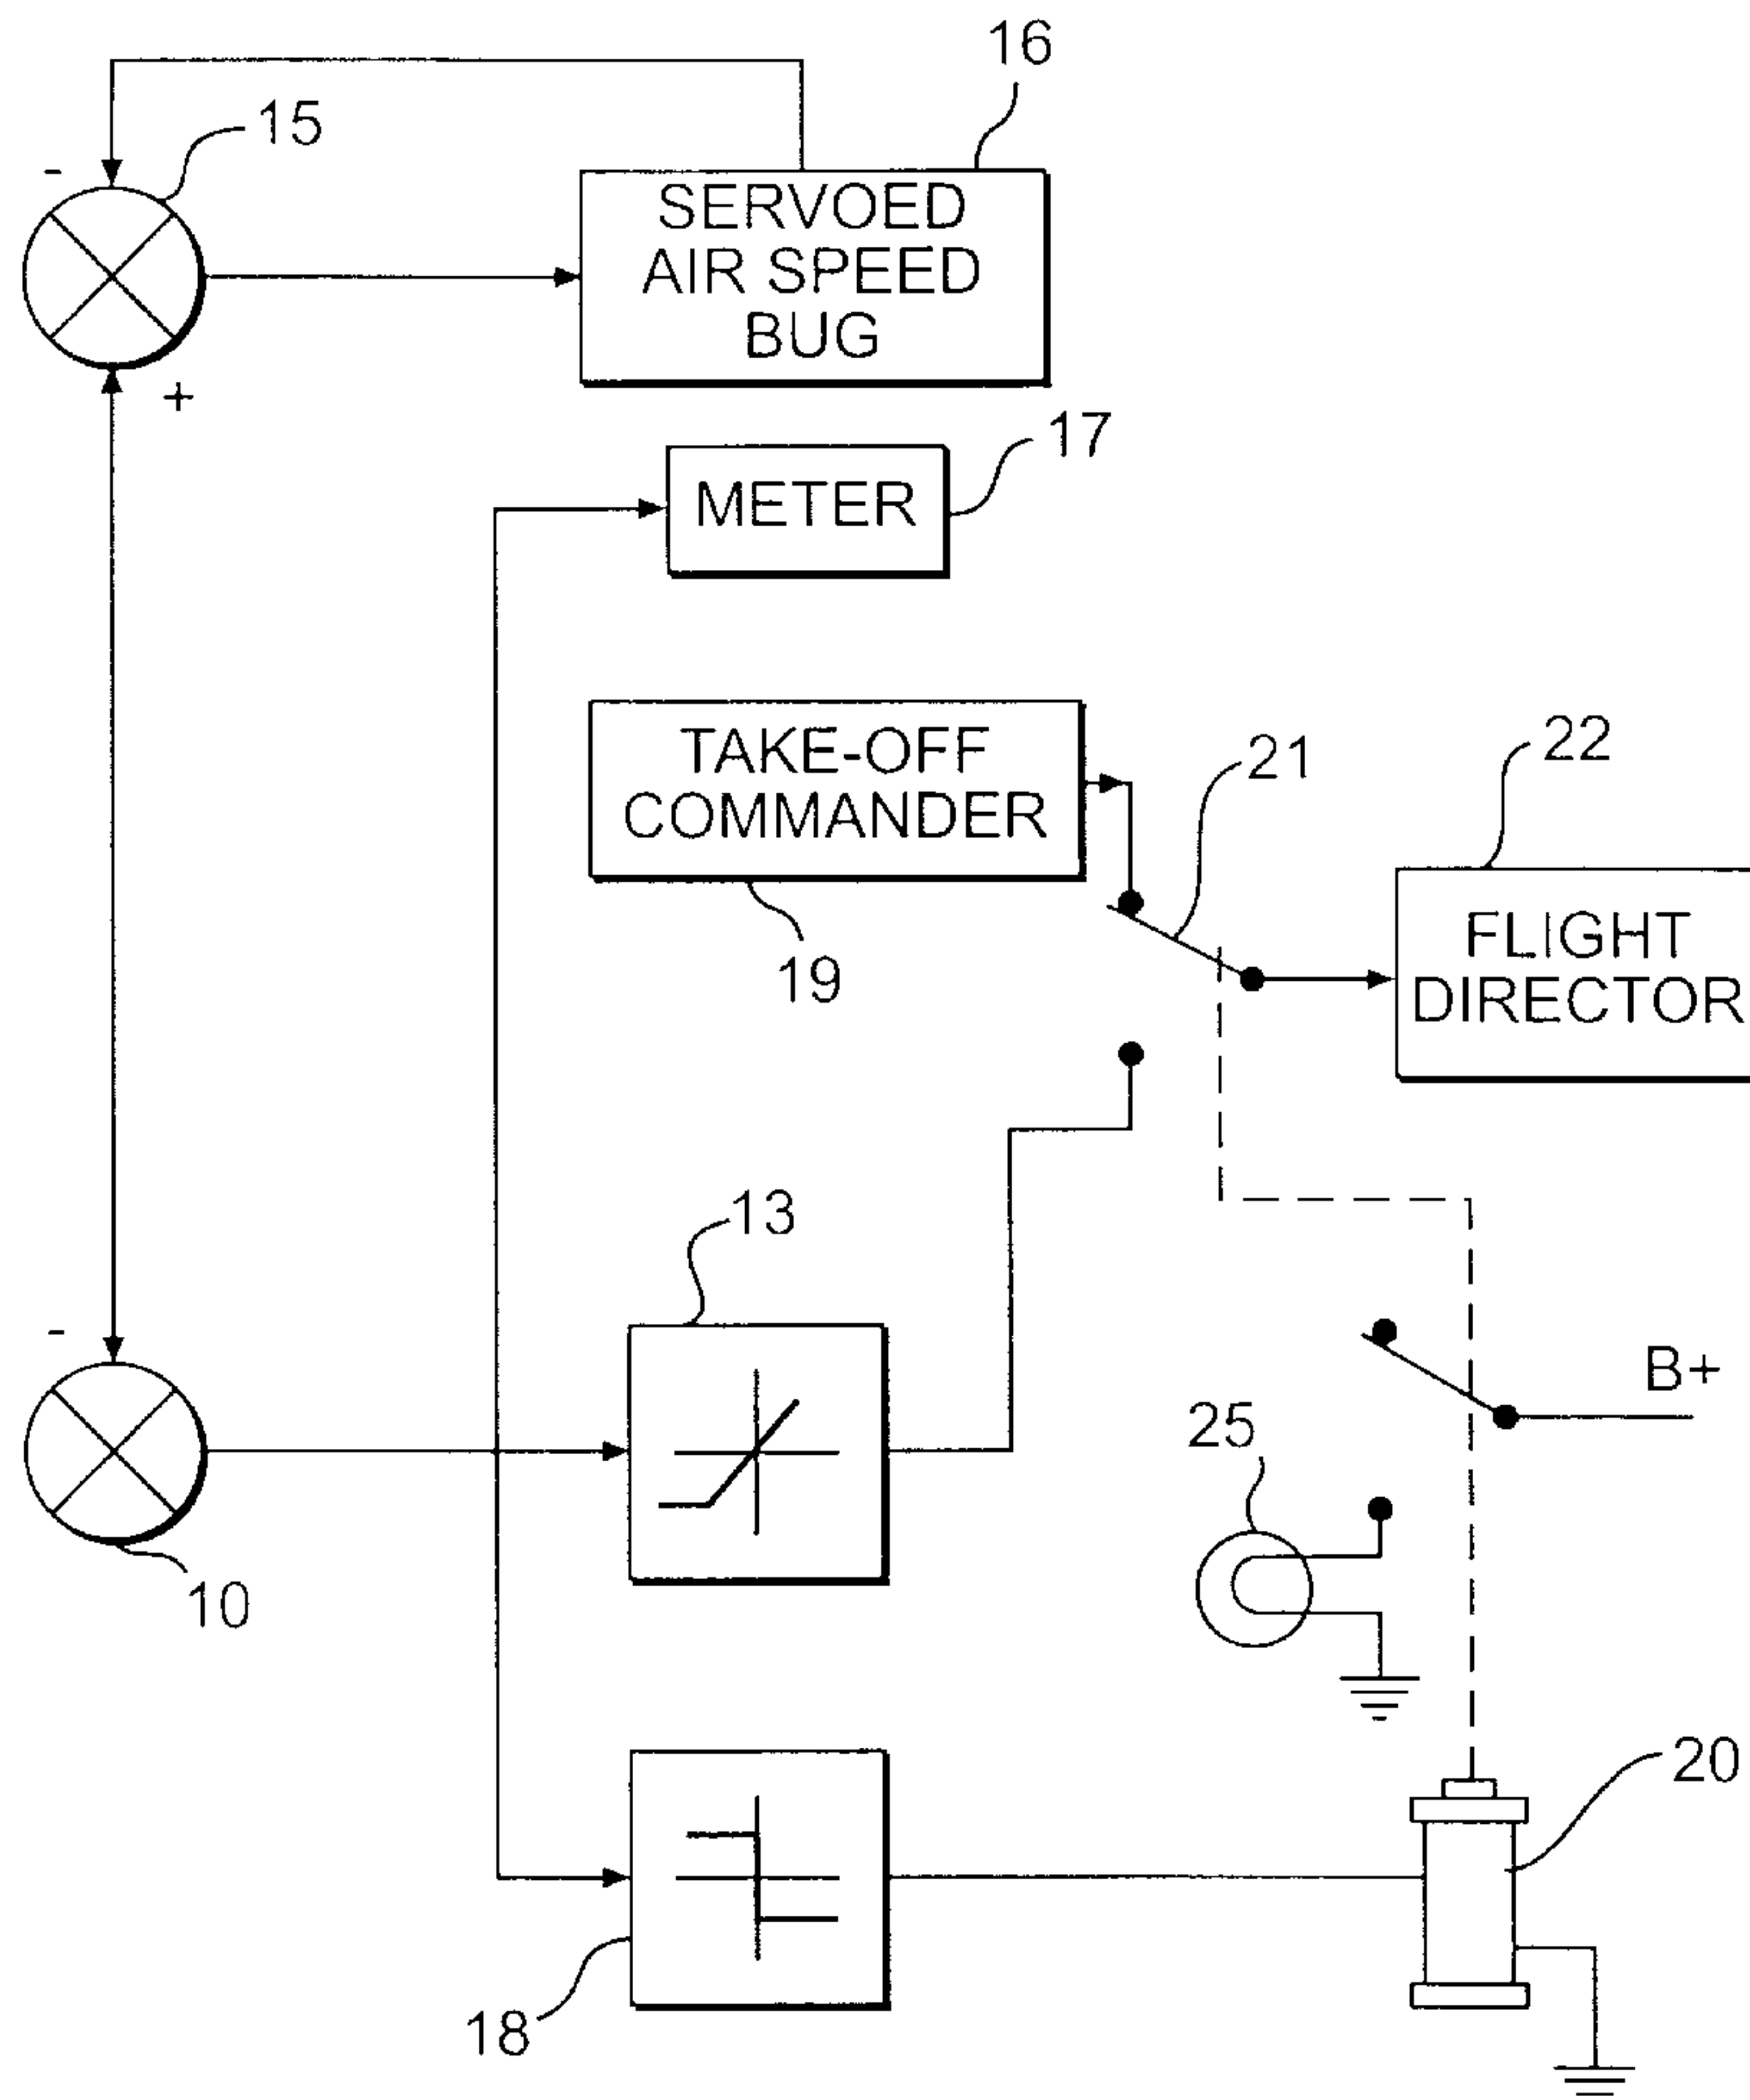 16
15
-
SERVOED
AIR SPEED
BUG
+
17
METER
22
TAKE-OFF
COMMANDER
21
FLIGHT
DIRECTOR
19
13
-
B+
25
10
20
18